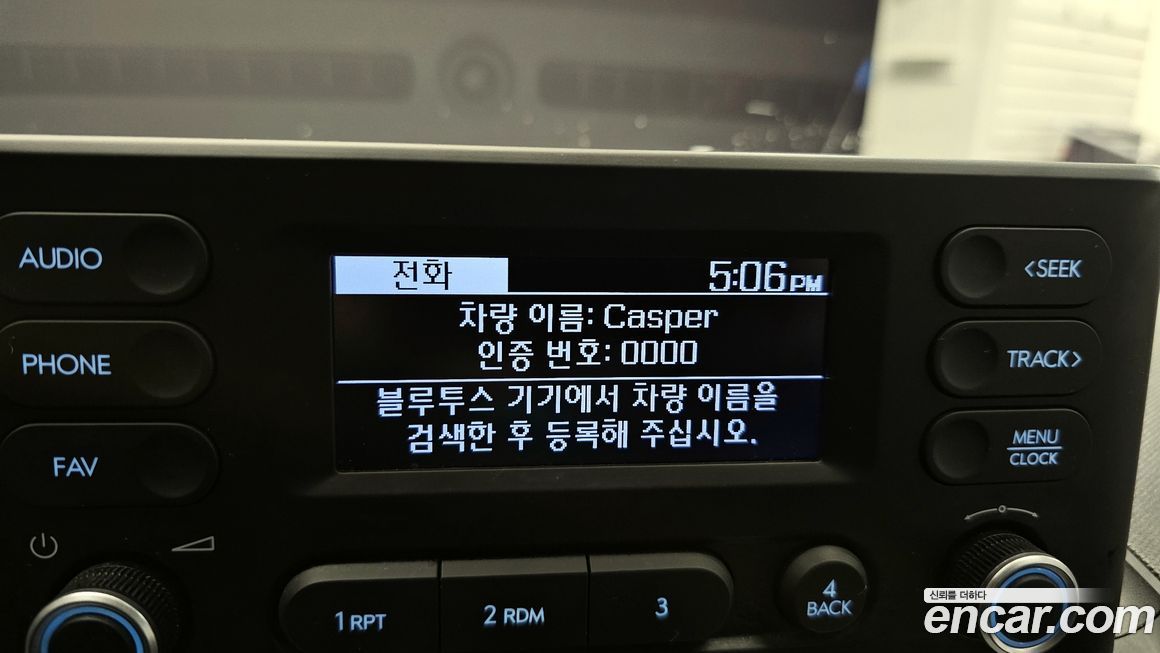 AUDIO
PHONE
FAV
전화 5:06 PM
차량 이름: Casper
인증 번호: 0000
블루투스 기기에서 차량 이름을
검색한 후 등록해 주십시오.
<SEEK
TRACK>
MENU
CLOCK
1 RPT
2 RDM
3
4
BACK
신뢰를 더하다
encar.com